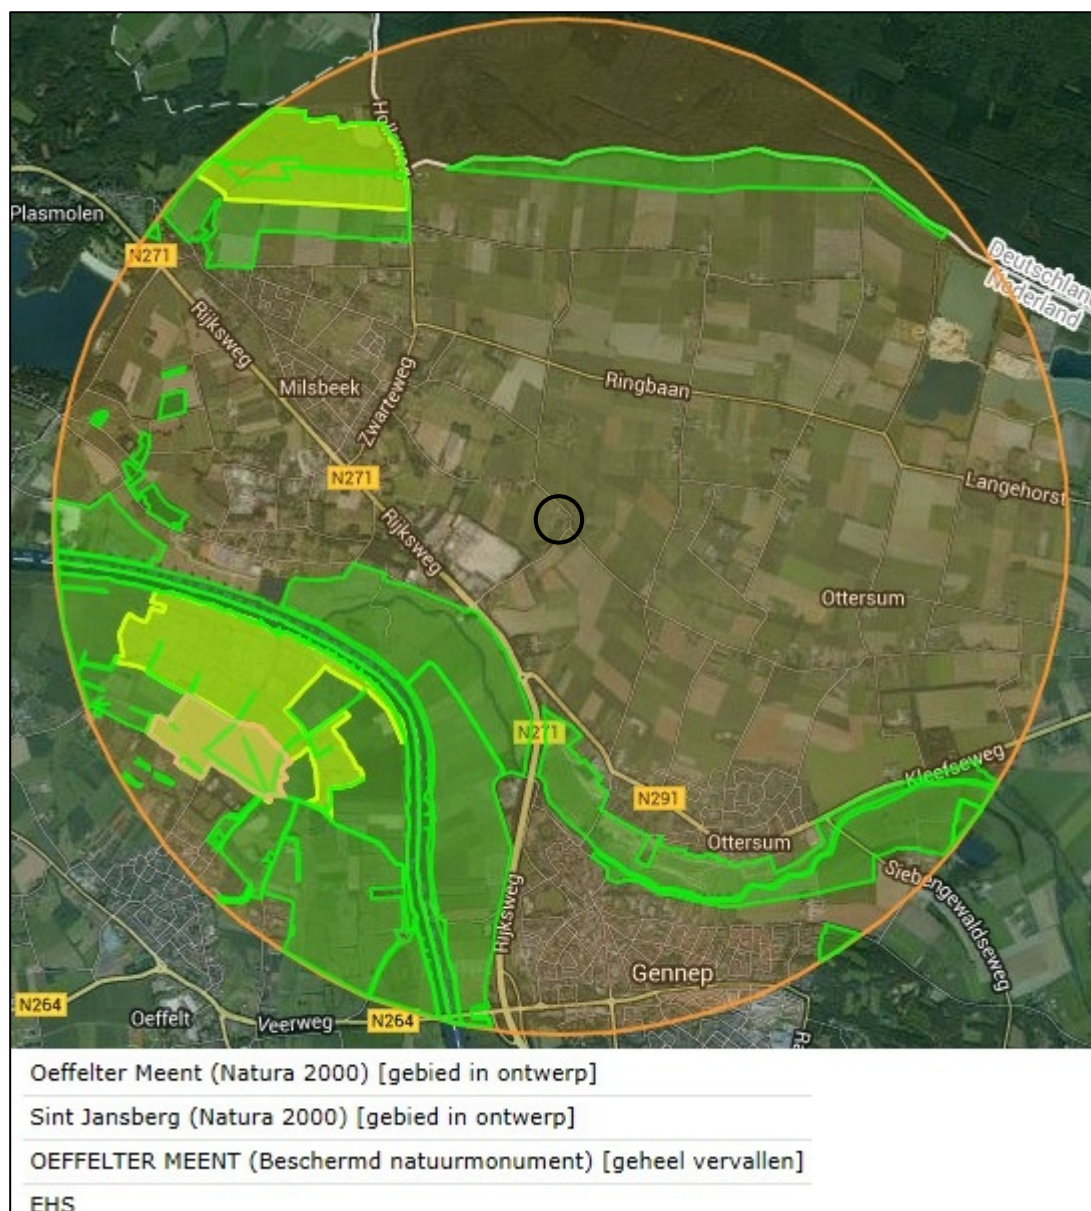 Plasmolen
Hol
N271
Deutschland
Nederland
Rijksweg
Milsbeek
Zwarteweg
Ringbaan
N271
Langehorst
Rijksweg
Ottersum
N271
Kleefseweg
N291
Ottersum
Siebengewaldseweg
Rijksweg
Gennep
N264
Oeffelt
Veerweg
N264
Ra
Oeffelter Meent (Natura 2000) [gebied in ontwerp]
Sint Jansberg (Natura 2000) [gebied in ontwerp]
OEFFELTER MEENT (Beschermd natuurmonument) [geheel vervallen]
EHS